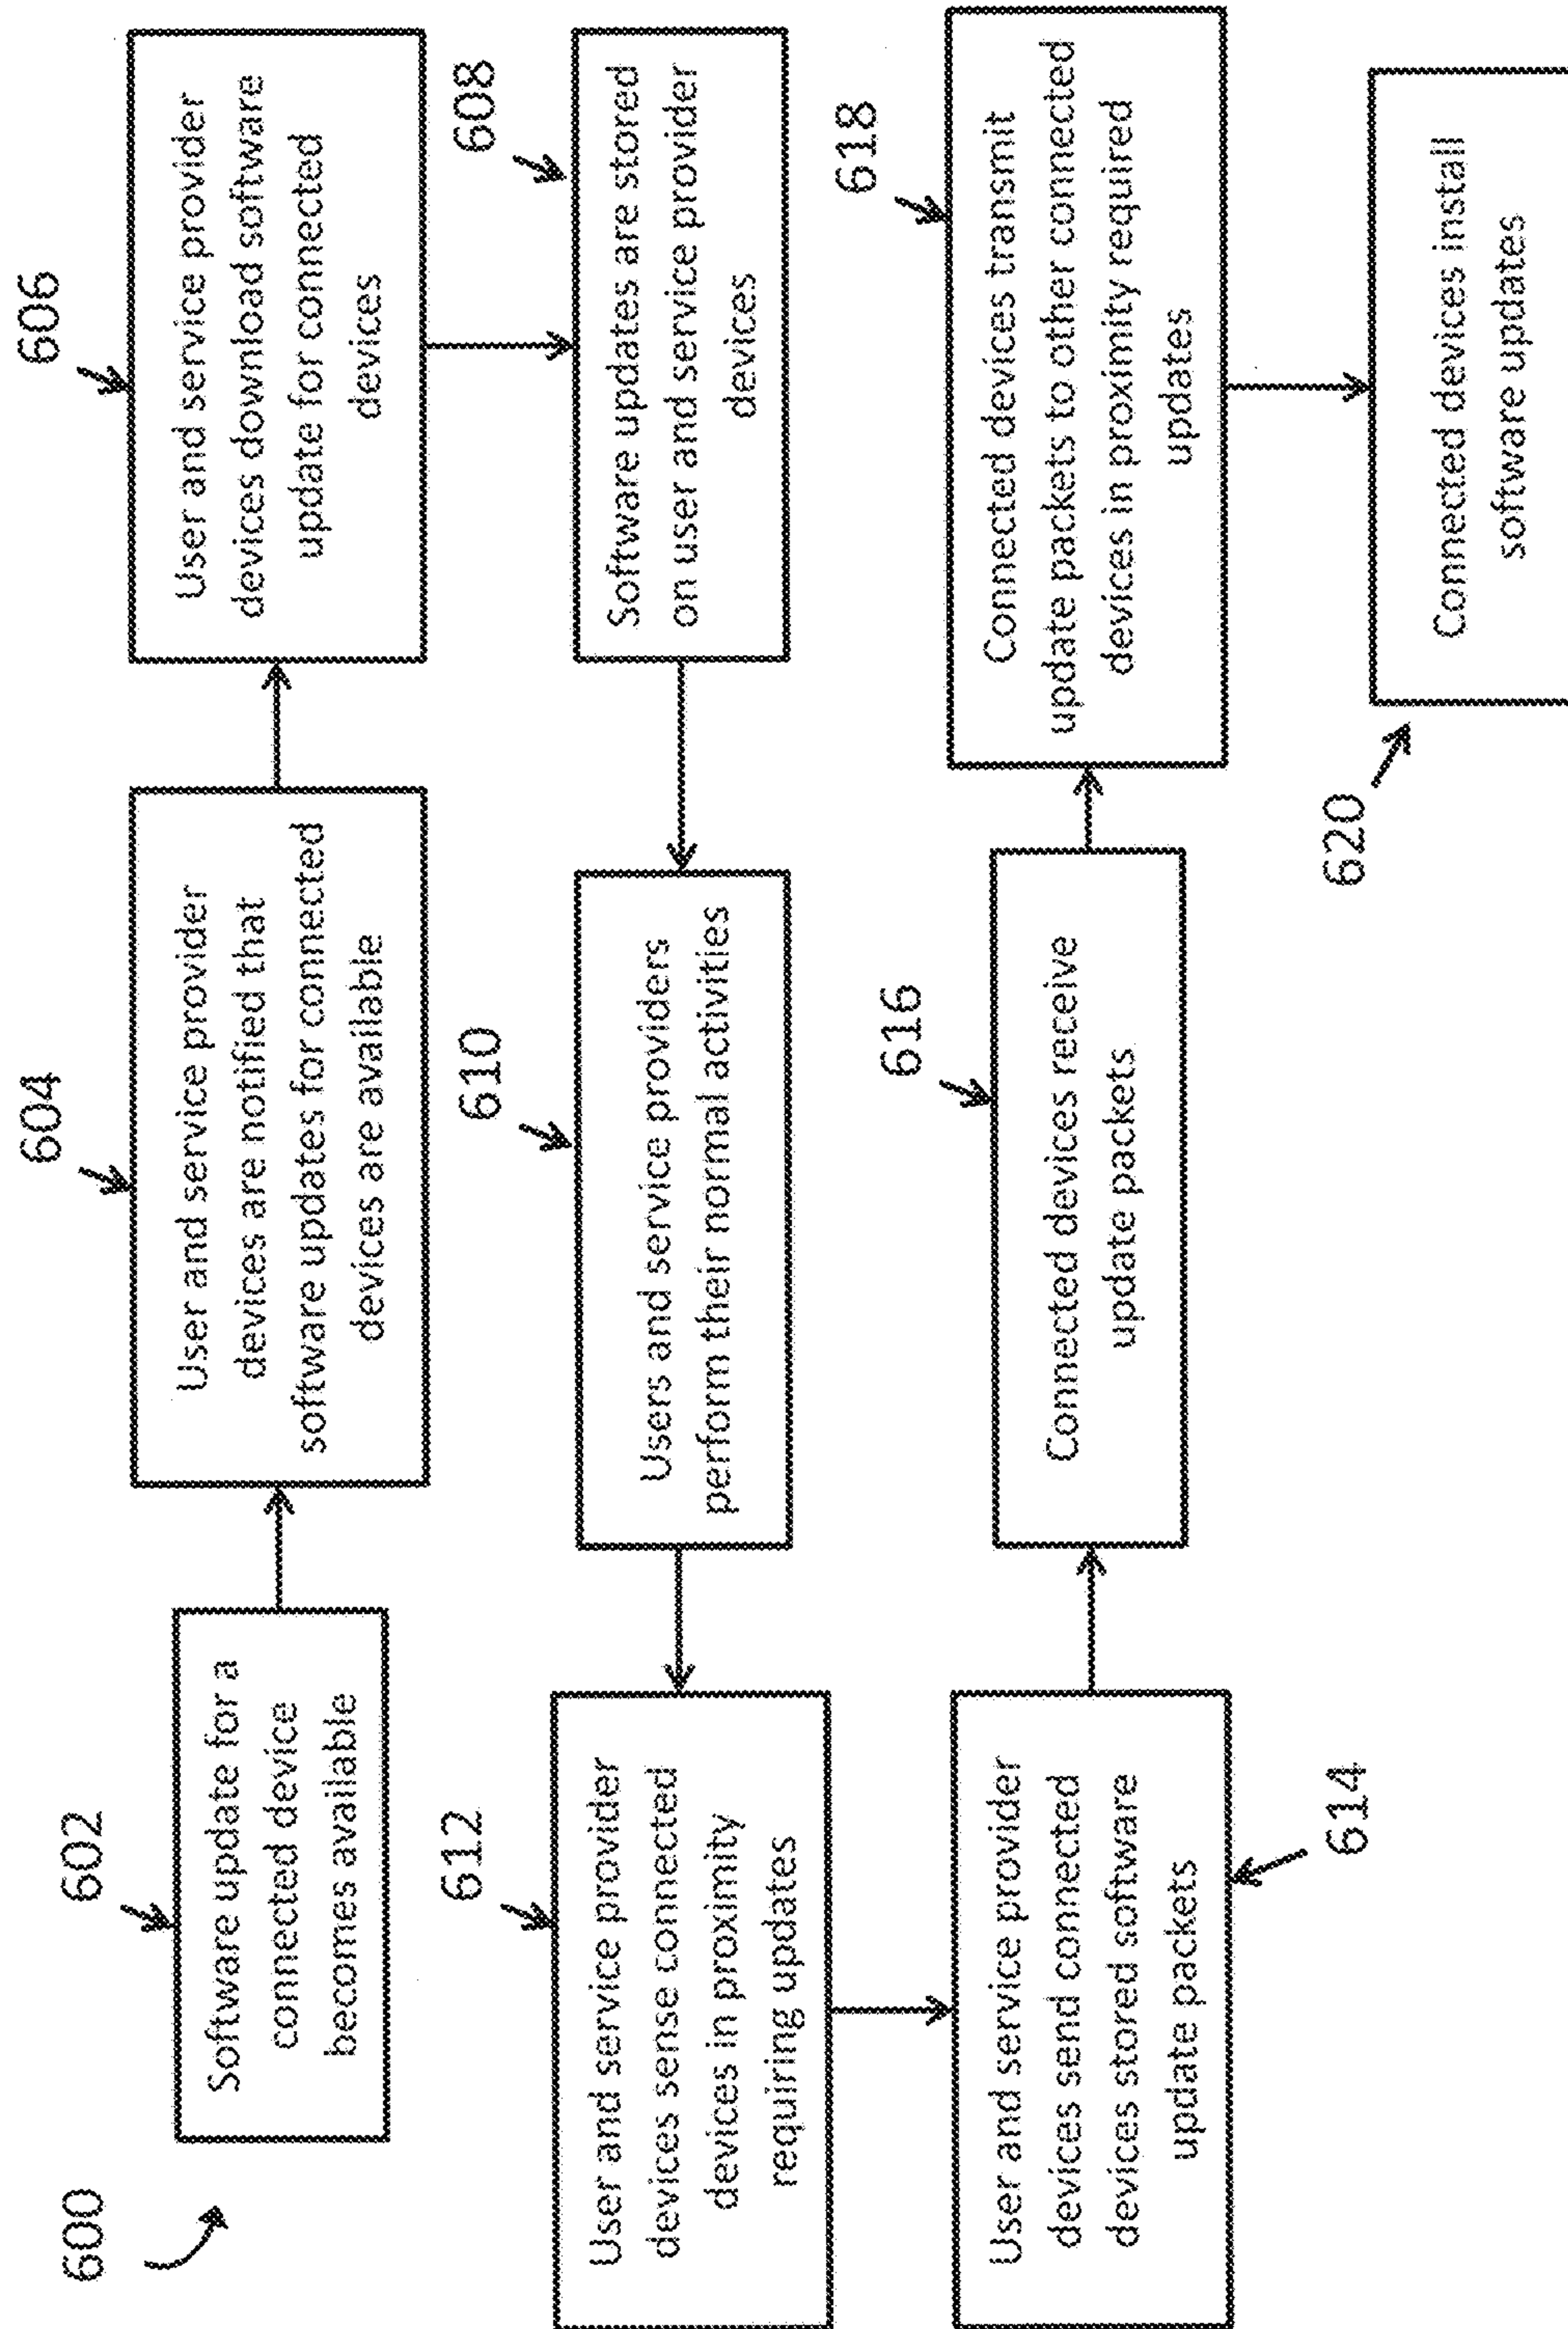 600
602
Software update for a
connected device
becomes available
604
User and service provider
devices are notified that
software updates for connected
devices are available
606
User and service provider
devices download software
update for connected
devices
608
Software updates are stored
on user and service provider
devices
610
Users and service providers
perform their normal activities
612
User and service provider
devices sense connected
devices in proximity
requiring updates
614
User and service provider
devices send connected
devices stored software
update packets
616
Connected devices receive
update packets
618
Connected devices transmit
update packets to other connected
devices in proximity required
updates
620
Connected devices install
software updates